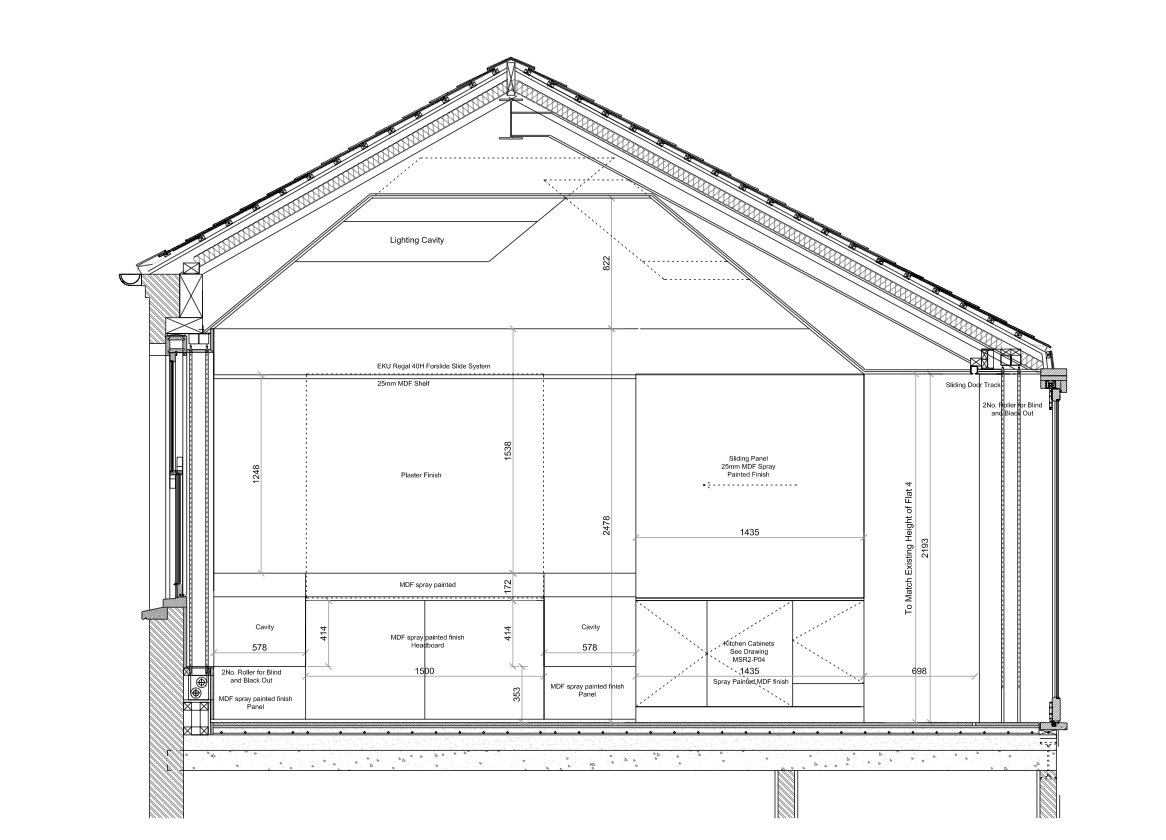 Lighting Cavity
822
EKU Regal 40H Forslide Slide System
25mm MDF Shelf
Sliding Door Track
2No. Roller for Blind
and Black Out
1248
1538
Plaster Finish
Sliding Panel
25mm MDF Spray
Painted Finish
2478
1435
To Match Existing Height of Flat 4
2193
MDF spray painted
172
Cavity
578
414
MDF spray painted finish
Headboard
414
Cavity
578
Kitchen Cabinets
See Drawing
MSR2-P04
1435
Spray Painted MDF finish
698
2No. Roller for Blind
and Black Out
1500
MDF spray painted finish
Panel
353
MDF spray painted finish
Panel